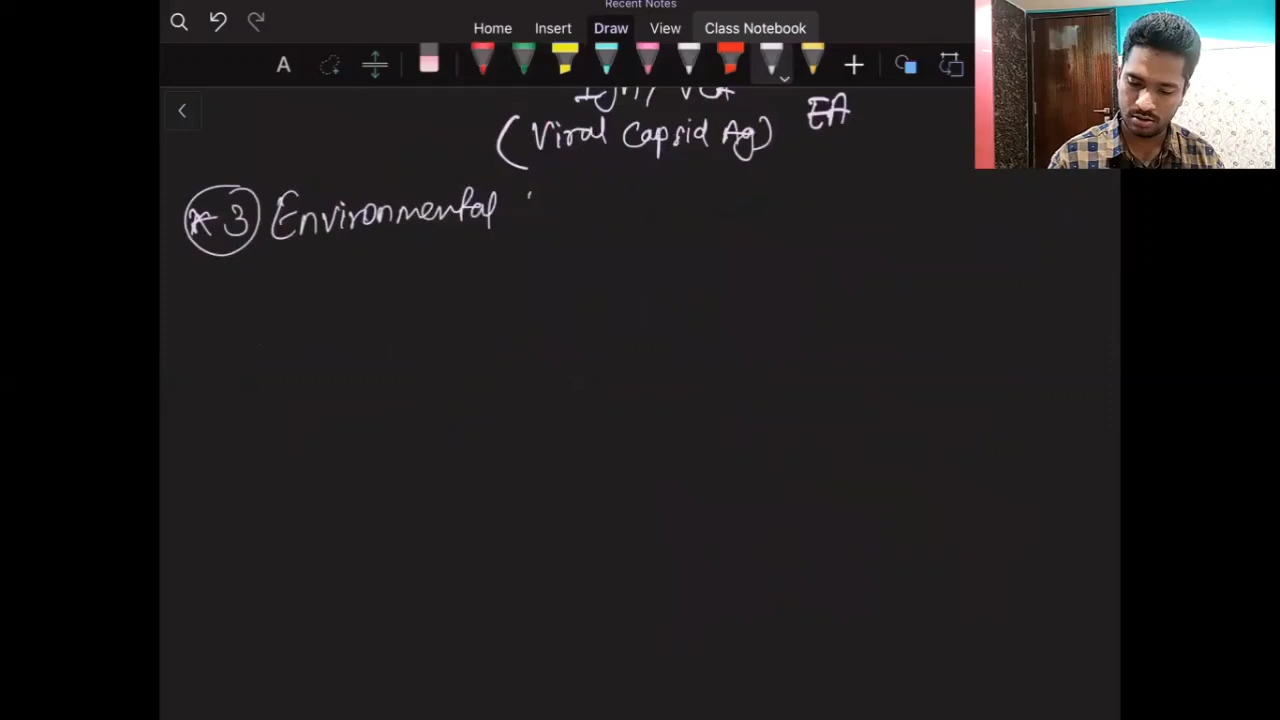 Recent Notes
Home Insert Draw View Class Notebook
A
EA
(Viral Capsid Ag)
* 3 Environmental